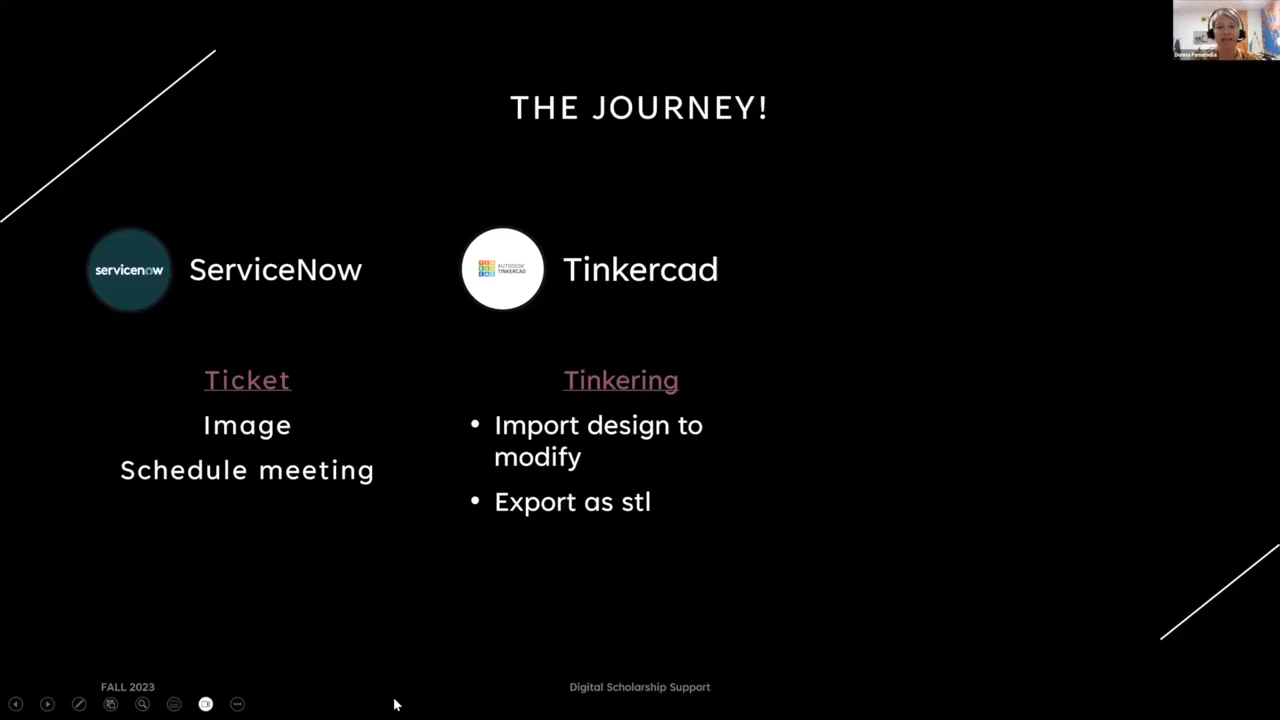 THE JOURNEY!
servicenow
ServiceNow
AUTODESK
TINKERCAD
Tinkercad
Ticket
Image
Schedule meeting
Tinkering
• Import design to
modify
• Export as stl
FALL 2023
Digital Scholarship Support